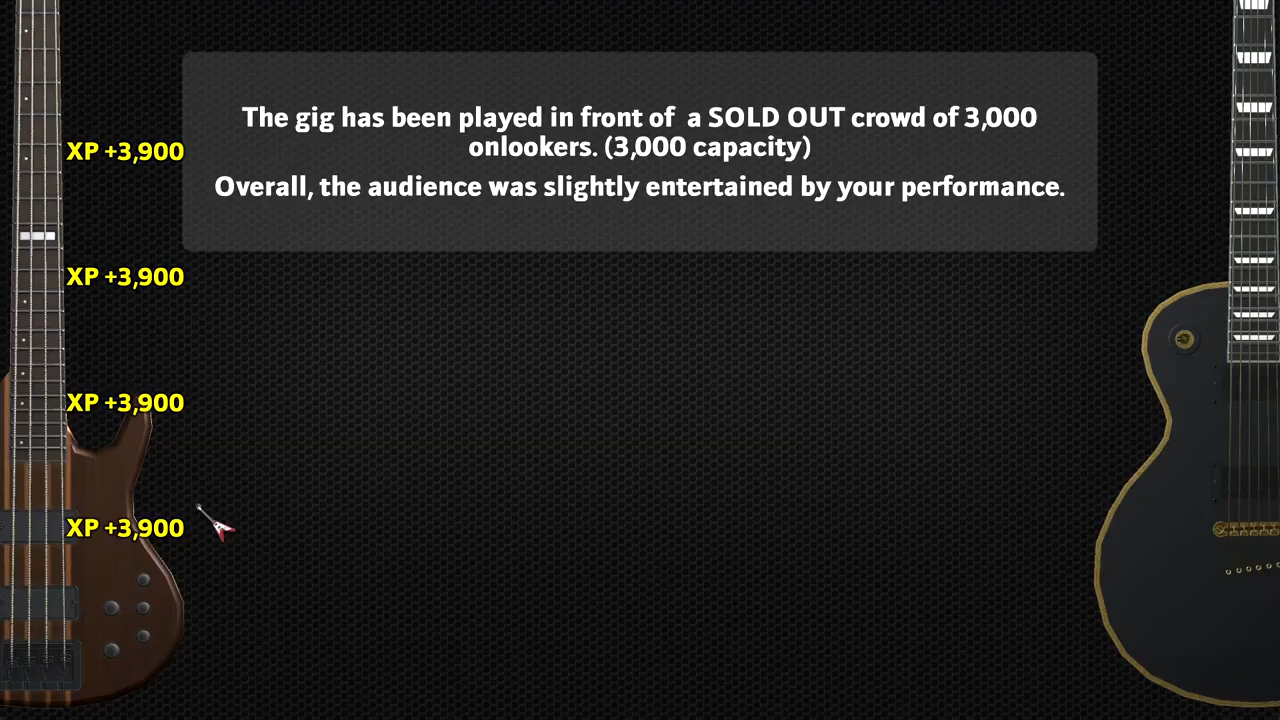 The gig has been played in front of  a SOLD OUT crowd of 3,000
onlookers. (3,000 capacity)
Overall, the audience was slightly entertained by your performance.
XP +3,900
XP +3,900
XP +3,900
XP +3,900